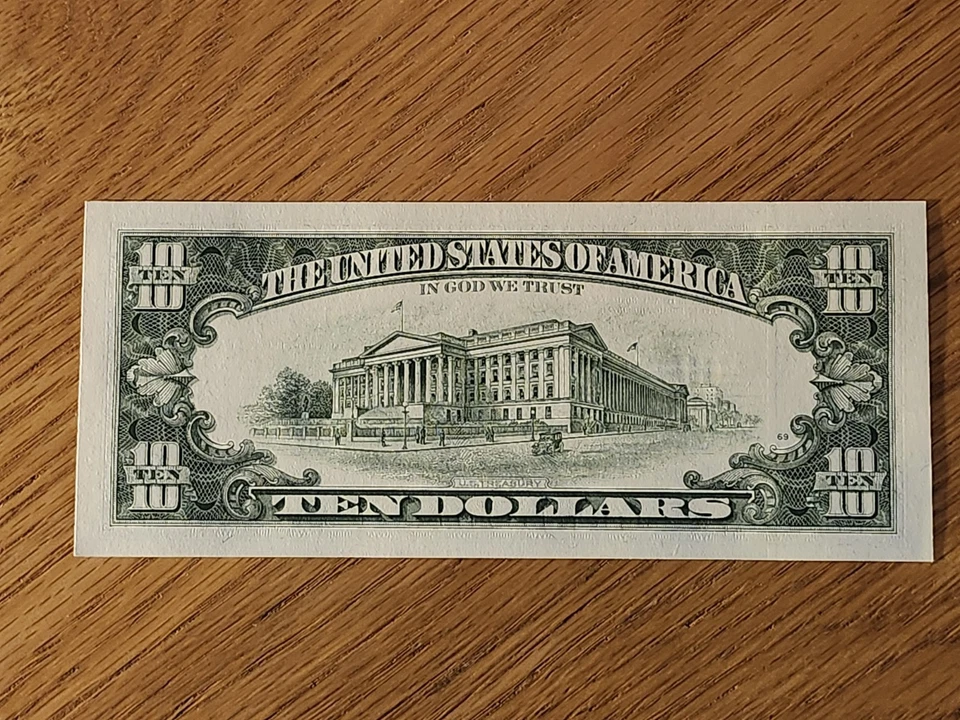 10 TEN 10
THE UNITED STATES OF AMERICA
10 TEN 10
IN GOD WE TRUST
69
U.S. TREASURY
10 TEN 10
TEN DOLLARS
10 TEN 10